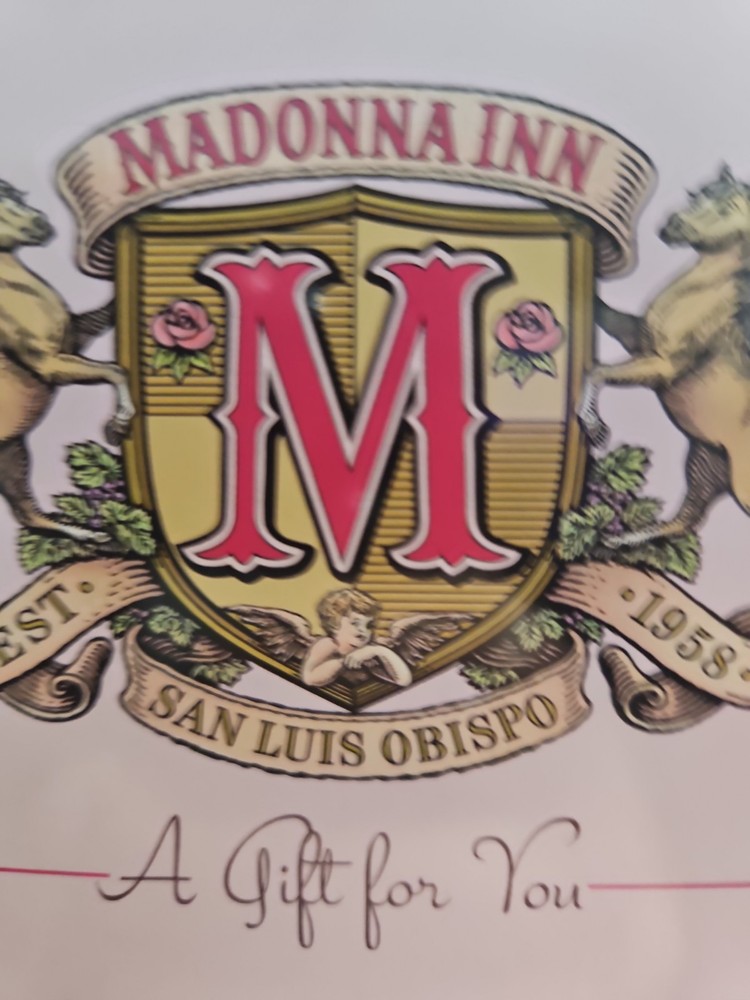 MADONNA INN
M
EST· ·1958·
SAN LUIS OBISPO
A Gift for You